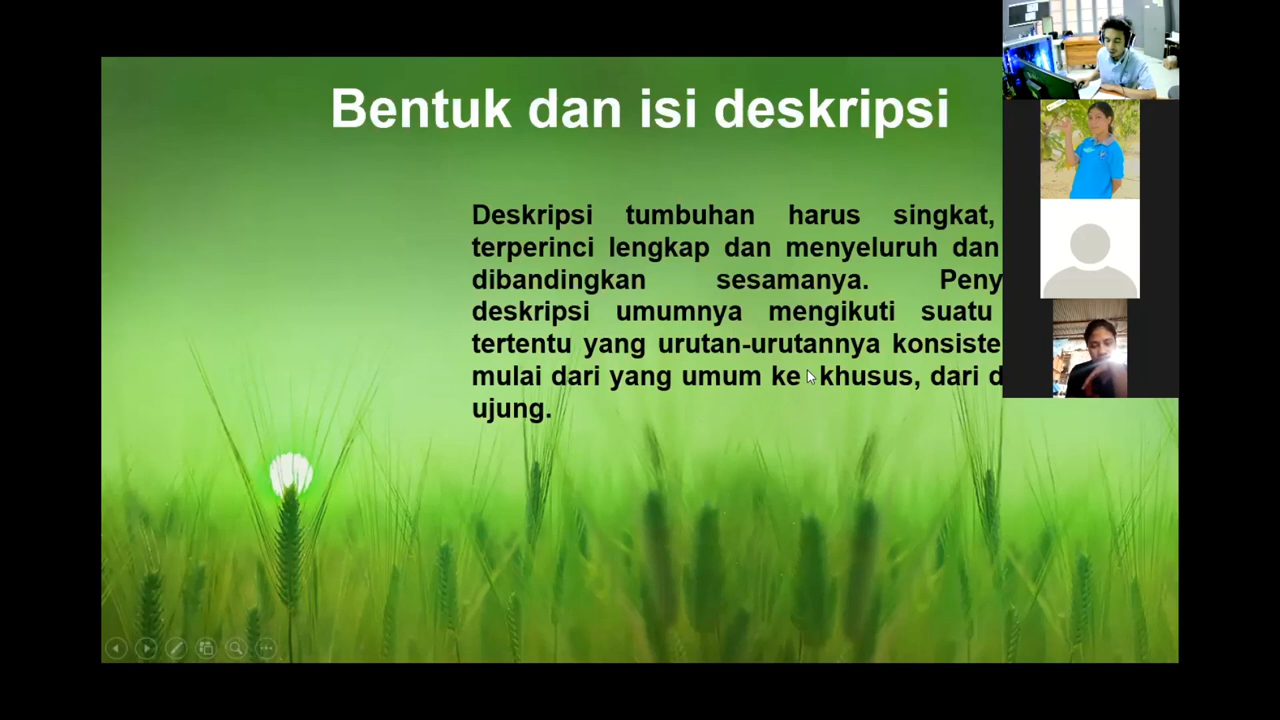 Bentuk dan isi deskripsi
Deskripsi tumbuhan harus singkat,
terperinci lengkap dan menyeluruh dan
dibandingkan sesamanya.
deskripsi umumnya mengikuti suatu
tertentu yang urutan-urutannya
mulai dari yang umum ke khusus, dari
ujung.